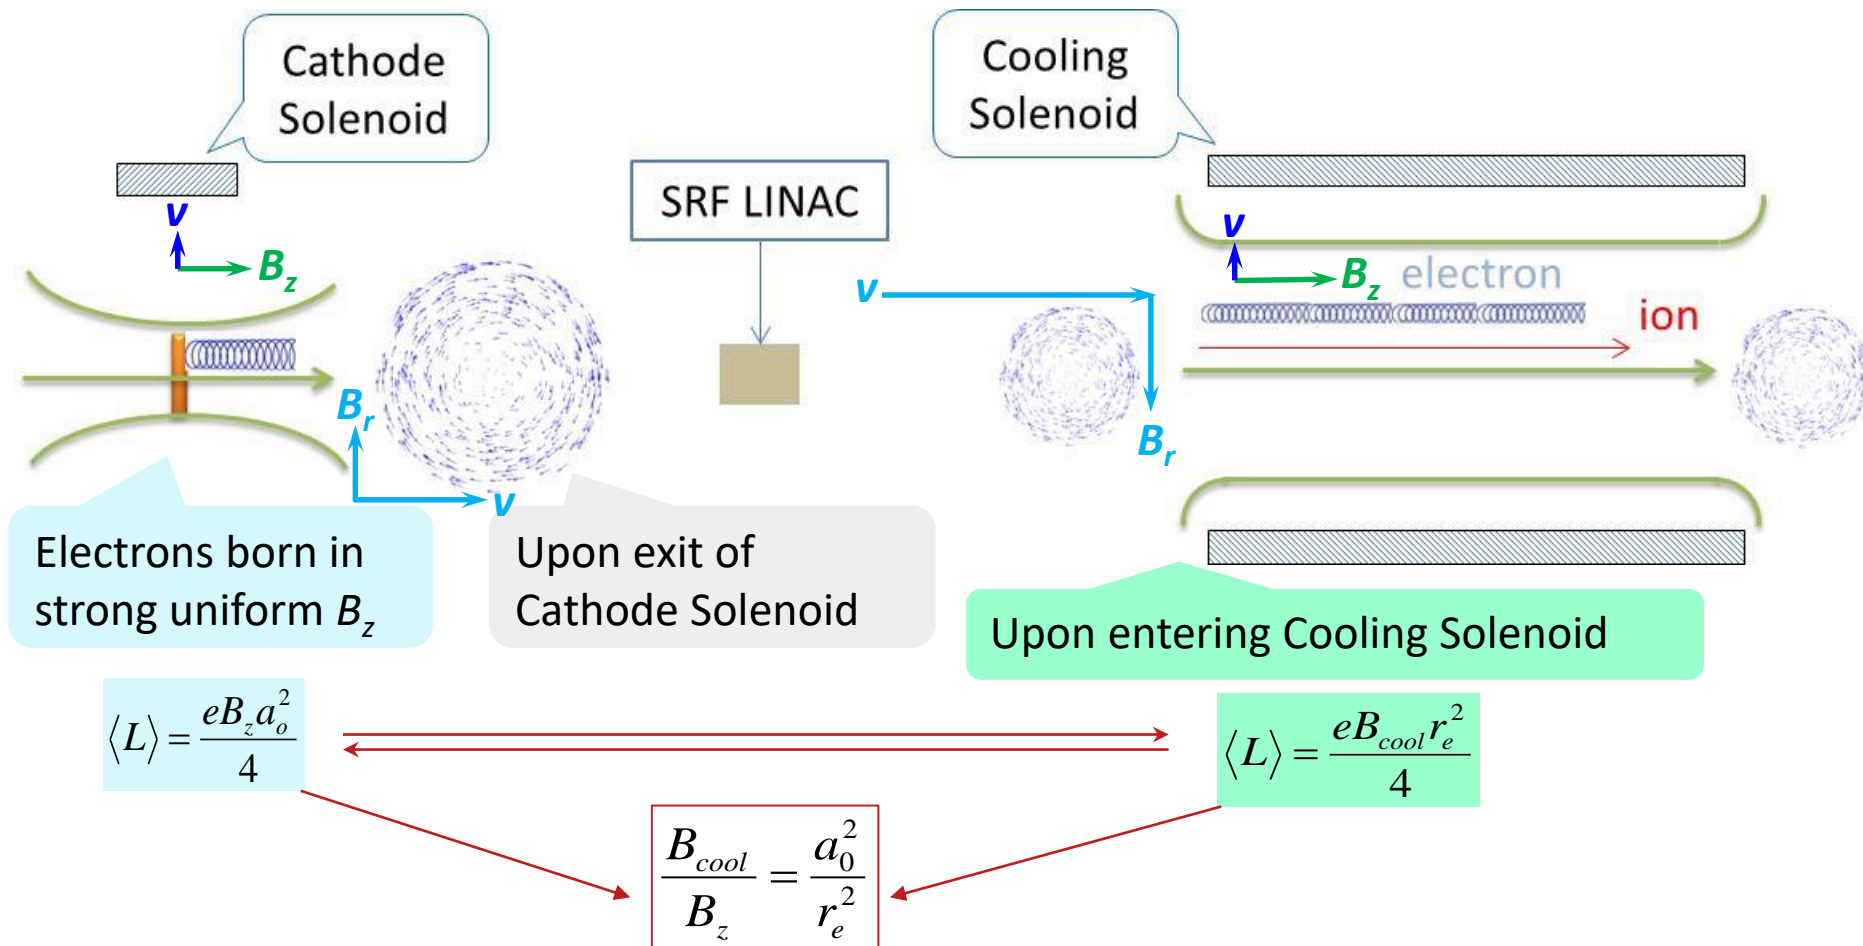 Cathode
Solenoid
Cooling
Solenoid
SRF LINAC
v
B_z
v
B_z
electron
ion
v
B_r
v
B_r
Electrons born in
strong uniform B_z
Upon exit of
Cathode Solenoid
Upon entering Cooling Solenoid
⟨L⟩ = eB_z a_o^2 / 4
⟨L⟩ = eB_cool r_e^2 / 4
B_cool / B_z = a_0^2 / r_e^2